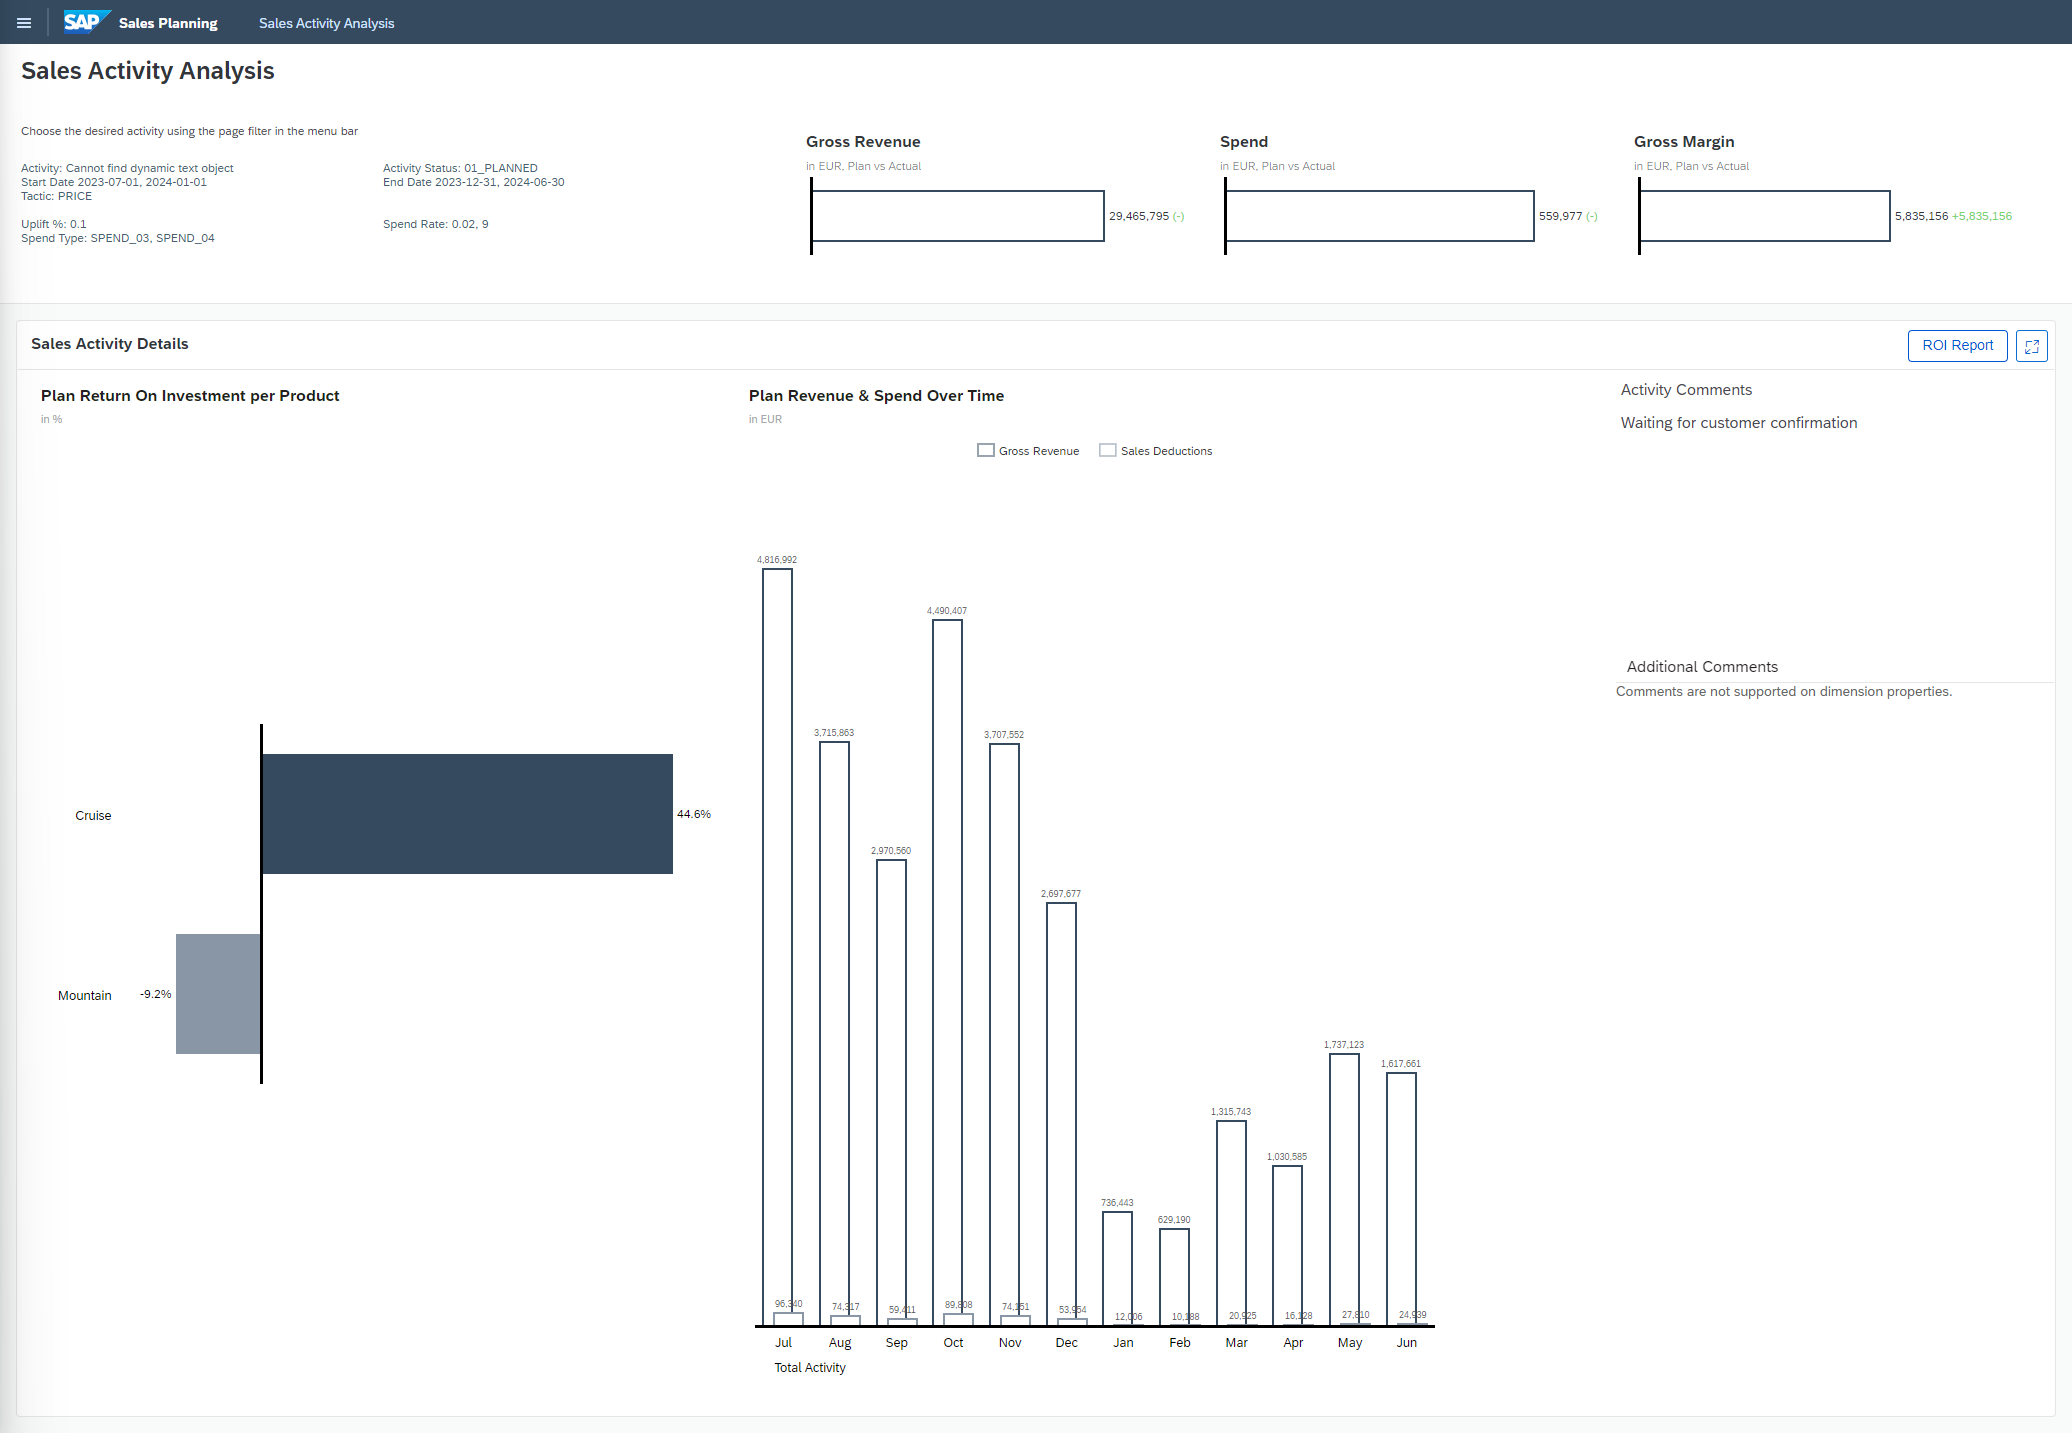 SAP Sales Planning Sales Activity Analysis
Sales Activity Analysis
Choose the desired activity using the page filter in the menu bar
Activity: Cannot find dynamic text object
Start Date 2023-07-01, 2024-01-01
Tactic: PRICE
Uplift %: 0.1
Spend Type: SPEND_03, SPEND_04
Activity Status: 01_PLANNED
End Date 2023-12-31, 2024-06-30
Spend Rate: 0.02, 9
Gross Revenue
in EUR, Plan vs Actual
29,465,795 (-)
Spend
in EUR, Plan vs Actual
559,977 (-)
Gross Margin
in EUR, Plan vs Actual
5,835,156 +5,835,156
Sales Activity Details
ROI Report
Plan Return On Investment per Product
in %
Cruise
44.6%
Mountain
-9.2%
Plan Revenue & Spend Over Time
in EUR
Gross Revenue Sales Deductions
4,816,992
4,490,407
3,715,863
3,707,552
2,970,560
2,697,677
1,737,123
1,617,661
1,315,743
1,030,585
736,443
629,190
96,340 74,317 59,411 89,808 74,151 53,954 12,006 10,188 20,925 16,128 27,810 24,939
Jul Aug Sep Oct Nov Dec Jan Feb Mar Apr May Jun
Total Activity
Activity Comments
Waiting for customer confirmation
Additional Comments
Comments are not supported on dimension properties.